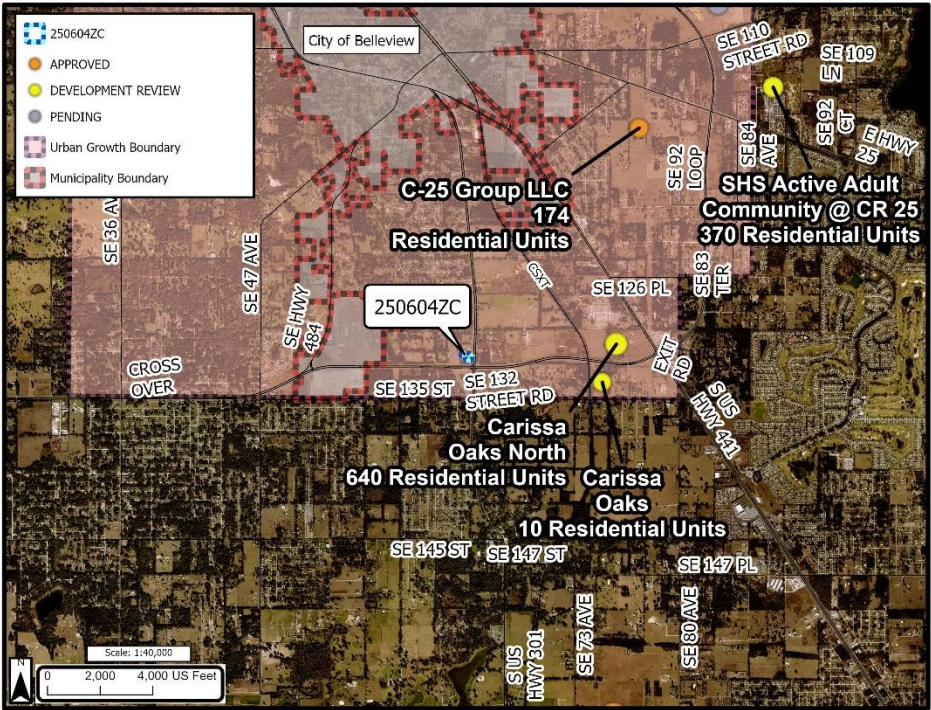 250604ZC
APPROVED
DEVELOPMENT REVIEW
PENDING
Urban Growth Boundary
Municipality Boundary
City of Belleview
SE 110
STREET RD
SE 109
LN
SE 92
CT
E HWY
25
SE 84
AVE
SE 92
LOOP
C-25 Group LLC
174
Residential Units
SHS Active Adult
Community @ CR 25
370 Residential Units
SE 36 AV
SE 47 AVE
SE HWY
484
CSXT
SE 126 PL
SE 83
TER
250604ZC
CROSS
OVER
SE 135 ST
SE 132
STREET RD
EXIT
RD
S US
HWY 441
Carissa
Oaks North
640 Residential Units
Carissa
Oaks
10 Residential Units
SE 145 ST
SE 147 ST
SE 147 PL
S US
HWY 301
SE 73 AVE
SE 80 AVE
Scale: 1:40,000
N
0 2,000 4,000 US Feet